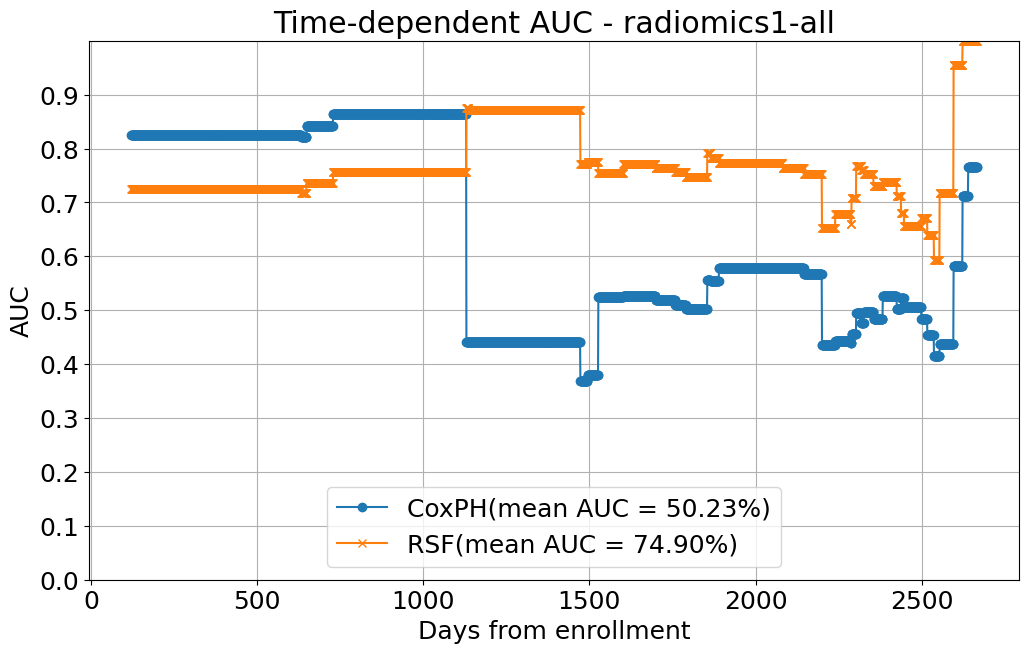 Time-dependent AUC - radiomics1-all
AUC
0.9
0.8
0.7
0.6
0.5
0.4
0.3
0.2
0.1
0.0
CoxPH(mean AUC = 50.23%)
RSF(mean AUC = 74.90%)
0 500 1000 1500 2000 2500
Days from enrollment